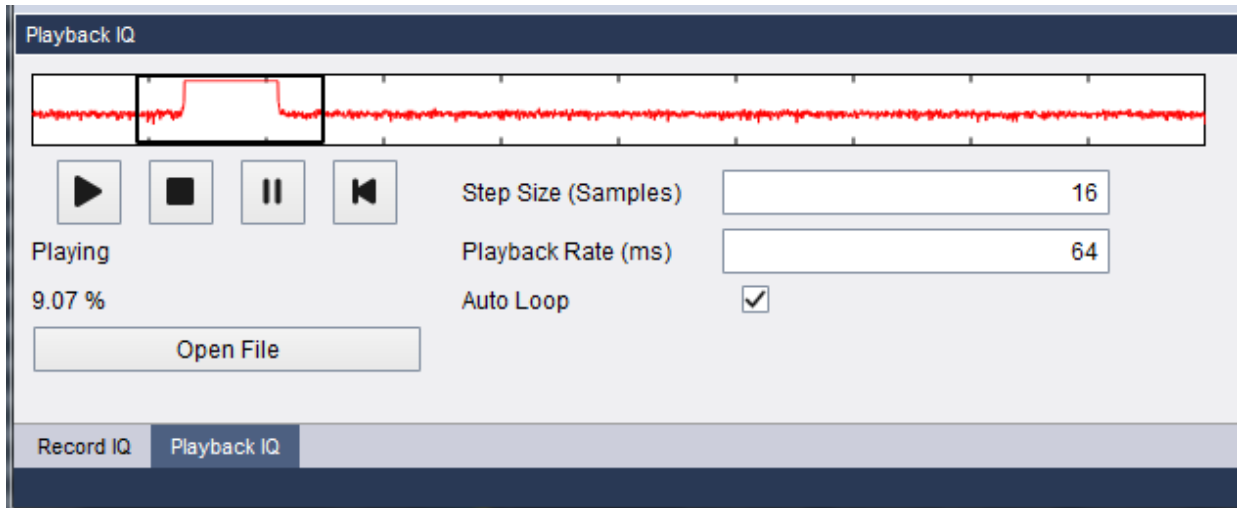 Playback IQ
Step Size (Samples) 16
Playing Playback Rate (ms) 64
9.07 % Auto Loop
Open File
Record IQ Playback IQ